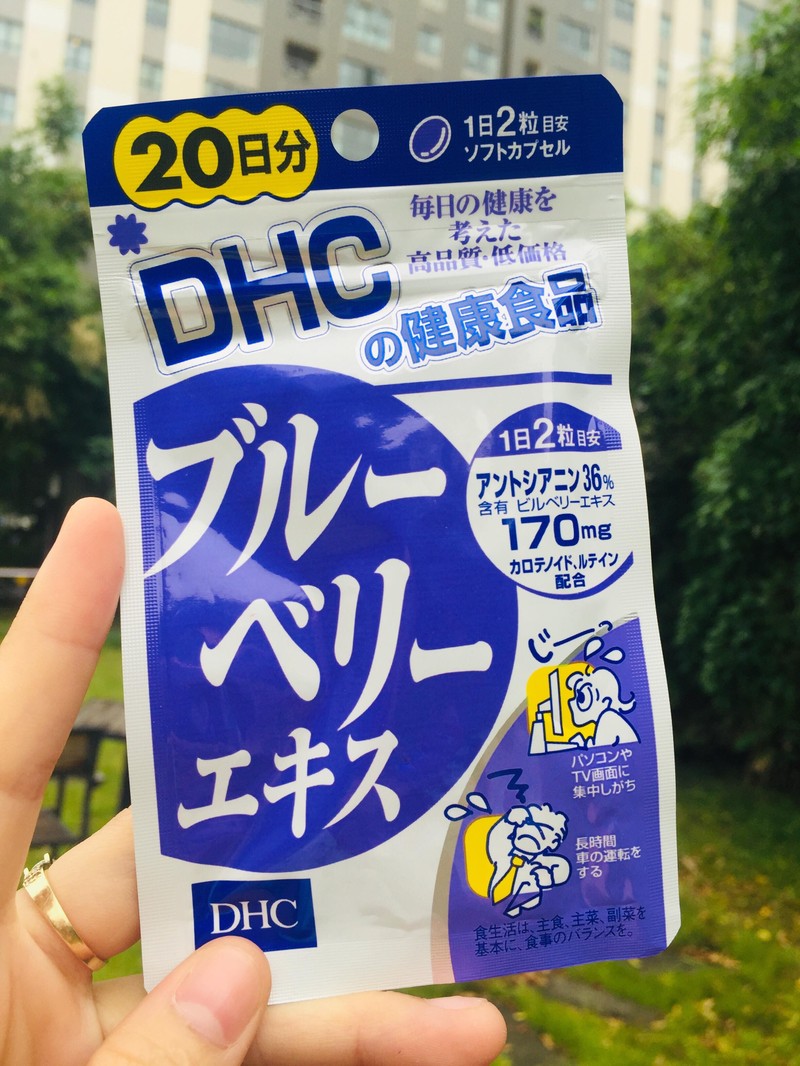 20日分
1日2粒目安
ソフトカプセル
毎日の健康を
考えた
高品質・低価格
DHC
の健康食品
ブルー
ベリー
エキス
1日2粒目安
アントシアニン36%
含有 ビルベリーエキス
170mg
カロテノイド、ルテイン
配合
じーっ
パソコンや
TV画面に
集中しがち
長時間
車の運転を
する
DHC
食生活は、主食、主菜、副菜を
基本に、食事のバランスを。